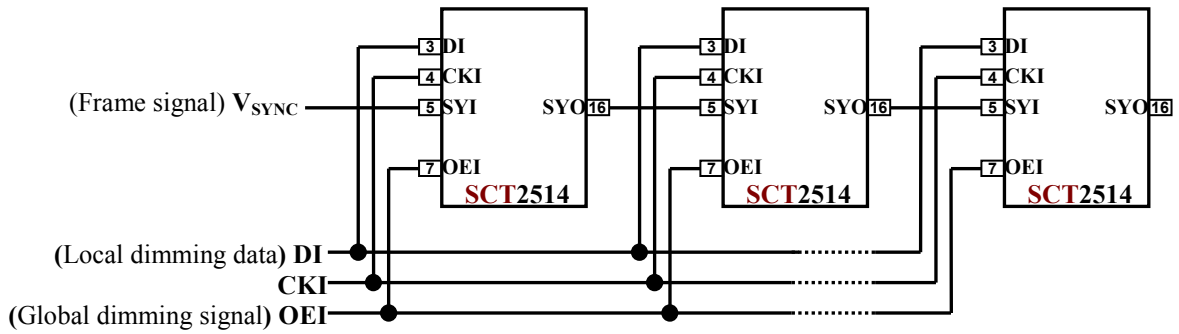 3 DI
4 CKI
(Frame signal) VSYNC 5 SYI SYO 16
7 OEI
SCT2514
3 DI
4 CKI
5 SYI SYO 16
7 OEI
SCT2514
3 DI
4 CKI
5 SYI SYO 16
7 OEI
SCT2514
(Local dimming data) DI
CKI
(Global dimming signal) OEI